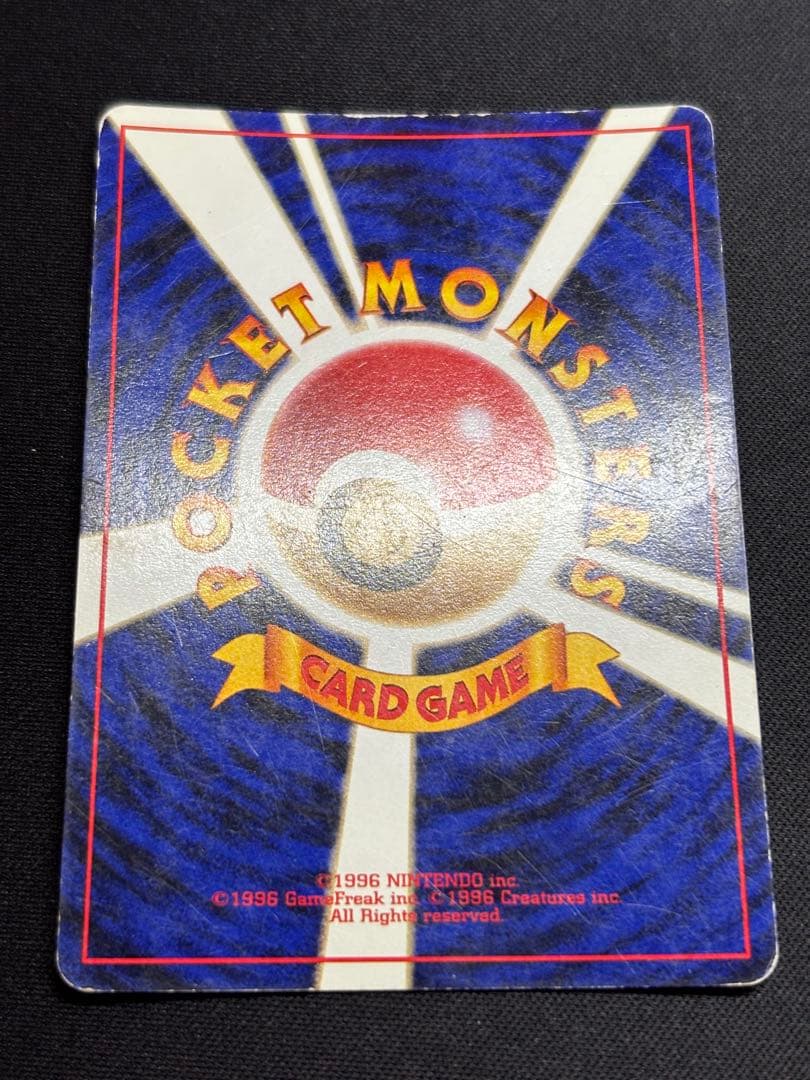 POCKET MONSTERS
CARD GAME
©1996 NINTENDO inc.
©1996 GameFreak inc. ©1996 Creatures inc.
All Rights reserved.